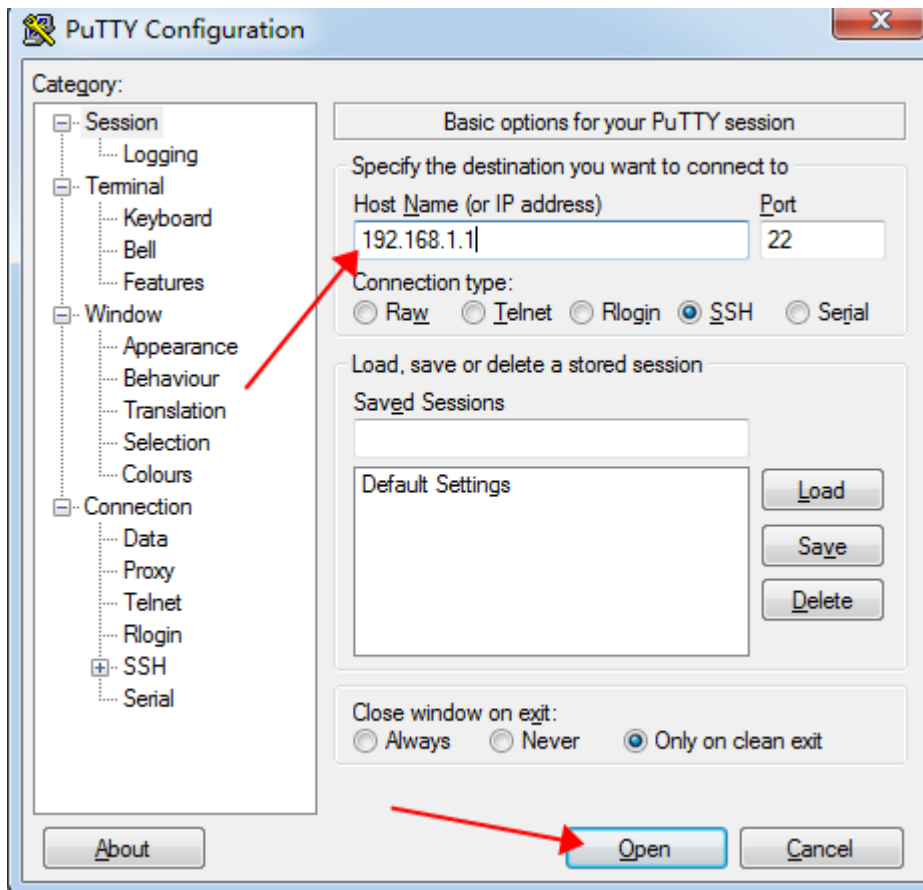 PuTTY Configuration
Category:
Session
Logging
Terminal
Keyboard
Bell
Features
Window
Appearance
Behaviour
Translation
Selection
Colours
Connection
Data
Proxy
Telnet
Rlogin
SSH
Serial
Basic options for your PuTTY session
Specify the destination you want to connect to
Host Name (or IP address) Port
192.168.1.1 22
Connection type:
Raw Telnet Rlogin SSH Serial
Load, save or delete a stored session
Saved Sessions
Default Settings
Load
Save
Delete
Close window on exit:
Always Never Only on clean exit
About Open Cancel